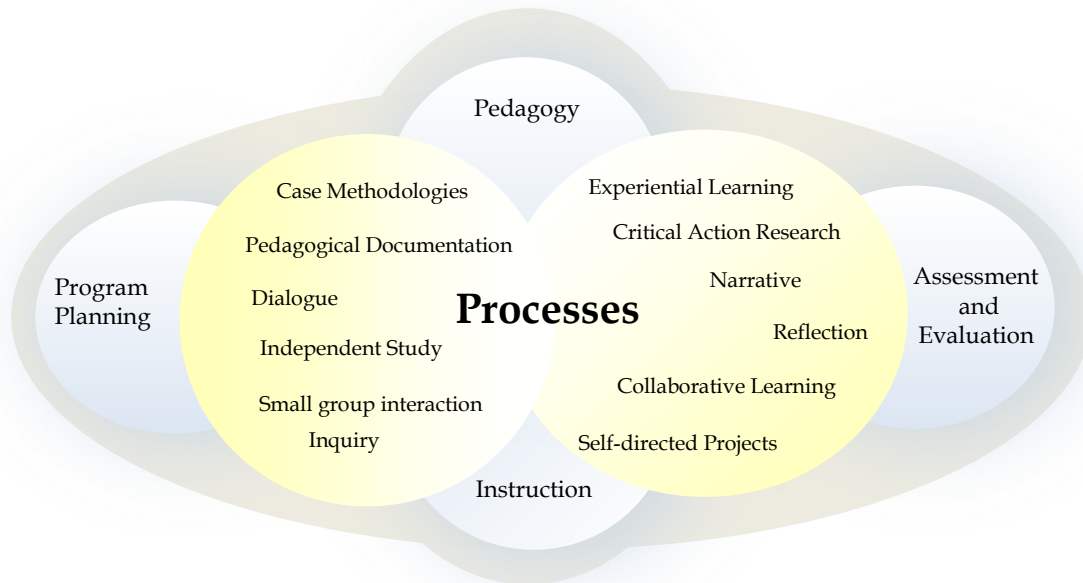 Pedagogy
Case Methodologies
Pedagogical Documentation
Dialogue
Independent Study
Small group interaction
Inquiry
Processes
Experiential Learning
Critical Action Research
Narrative
Reflection
Collaborative Learning
Self-directed Projects
Program
Planning
Assessment
and
Evaluation
Instruction